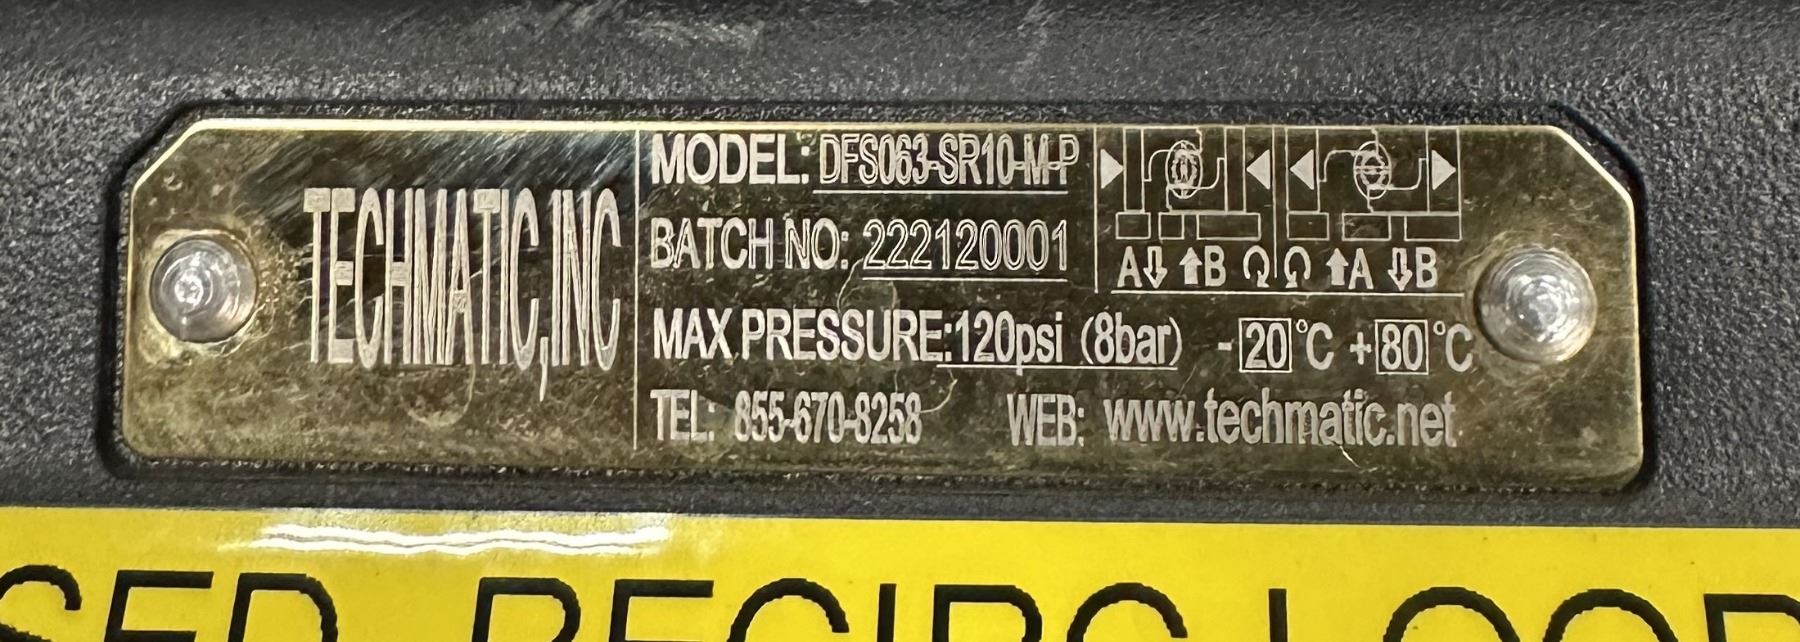 TECHMATIC,INC
MODEL: DFS063-SR10-M-P
BATCH NO: 222120001
A⇩ ⇧B ⇧A ⇩B
MAX PRESSURE:120psi (8bar) -20°C +80°C
TEL: 855-670-8258 WEB: www.techmatic.net
RECIRC